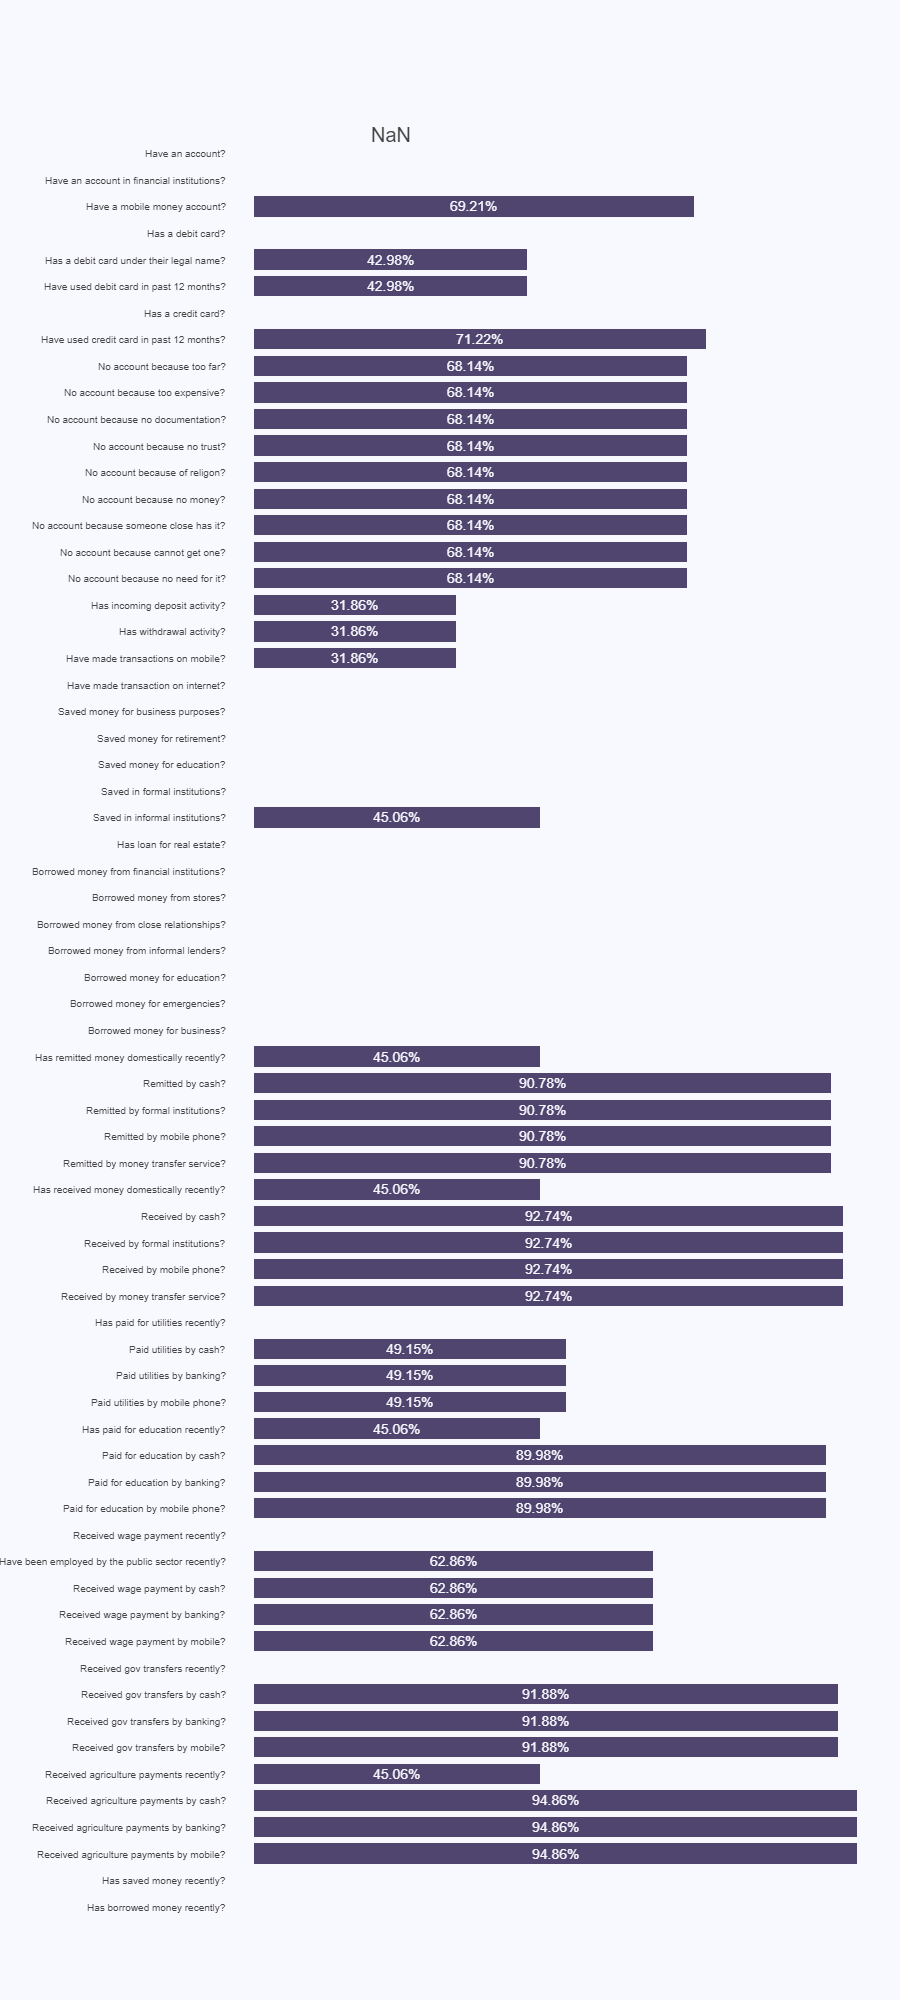 NaN
Have an account?
Have an account in financial institutions?
Have a mobile money account? 69.21%
Has a debit card?
Has a debit card under their legal name? 42.98%
Have used debit card in past 12 months? 42.98%
Has a credit card?
Have used credit card in past 12 months? 71.22%
No account because too far? 68.14%
No account because too expensive? 68.14%
No account because no documentation? 68.14%
No account because no trust? 68.14%
No account because of religon? 68.14%
No account because no money? 68.14%
No account because someone close has it? 68.14%
No account because cannot get one? 68.14%
No account because no need for it? 68.14%
Has incoming deposit activity? 31.86%
Has withdrawal activity? 31.86%
Have made transactions on mobile? 31.86%
Have made transaction on internet?
Saved money for business purposes?
Saved money for retirement?
Saved money for education?
Saved in formal institutions?
Saved in informal institutions? 45.06%
Has loan for real estate?
Borrowed money from financial institutions?
Borrowed money from stores?
Borrowed money from close relationships?
Borrowed money from informal lenders?
Borrowed money for education?
Borrowed money for emergencies?
Borrowed money for business?
Has remitted money domestically recently? 45.06%
Remitted by cash? 90.78%
Remitted by formal institutions? 90.78%
Remitted by mobile phone? 90.78%
Remitted by money transfer service? 90.78%
Has received money domestically recently? 45.06%
Received by cash? 92.74%
Received by formal institutions? 92.74%
Received by mobile phone? 92.74%
Received by money transfer service? 92.74%
Has paid for utilities recently?
Paid utilities by cash? 49.15%
Paid utilities by banking? 49.15%
Paid utilities by mobile phone? 49.15%
Has paid for education recently? 45.06%
Paid for education by cash? 89.98%
Paid for education by banking? 89.98%
Paid for education by mobile phone? 89.98%
Received wage payment recently?
Have been employed by the public sector recently? 62.86%
Received wage payment by cash? 62.86%
Received wage payment by banking? 62.86%
Received wage payment by mobile? 62.86%
Received gov transfers recently?
Received gov transfers by cash? 91.88%
Received gov transfers by banking? 91.88%
Received gov transfers by mobile? 91.88%
Received agriculture payments recently? 45.06%
Received agriculture payments by cash? 94.86%
Received agriculture payments by banking? 94.86%
Received agriculture payments by mobile? 94.86%
Has saved money recently?
Has borrowed money recently?